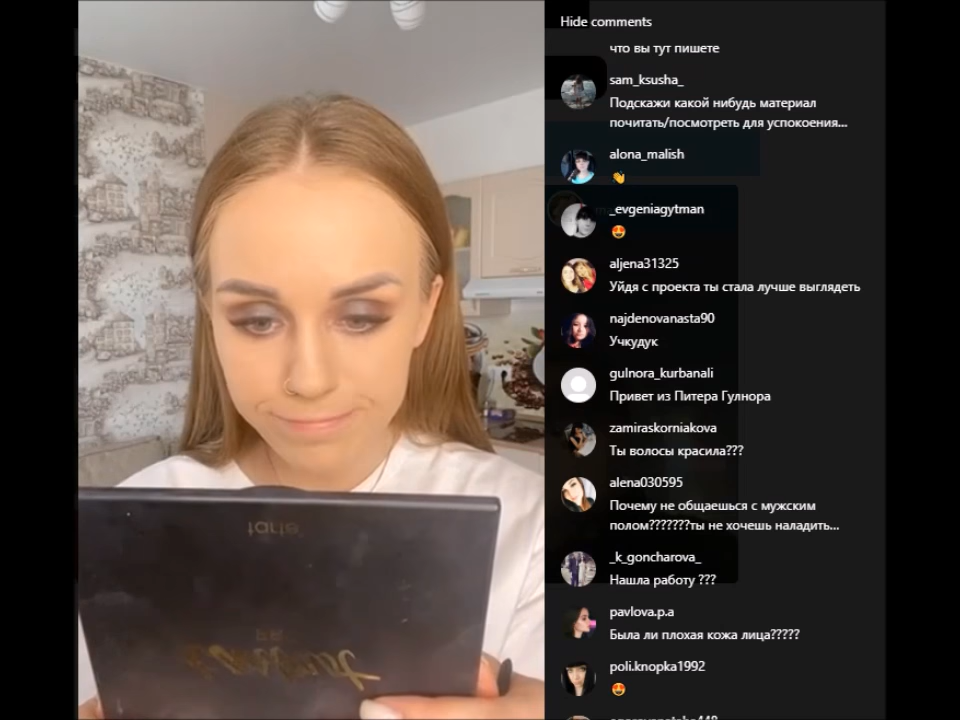 Hide comments
что вы тут пишете
sam_ksusha_
Подскажи какой нибудь материал
почитать/посмотреть для успокоения...
alona_malish
_evgeniagytman
aljena31325
Уйдя с проекта ты стала лучше выглядеть
najdenovanasta90
Учкудук
gulnora_kurbanali
Привет из Питера Гулнора
zamiraskorniakova
Ты волосы красила???
alena030595
Почему не общаешься с мужским
полом???????ты не хочешь наладить...
_k_goncharova_
Нашла работу ???
pavlova.p.a
Была ли плохая кожа лица?????
poli.knopka1992
tarte